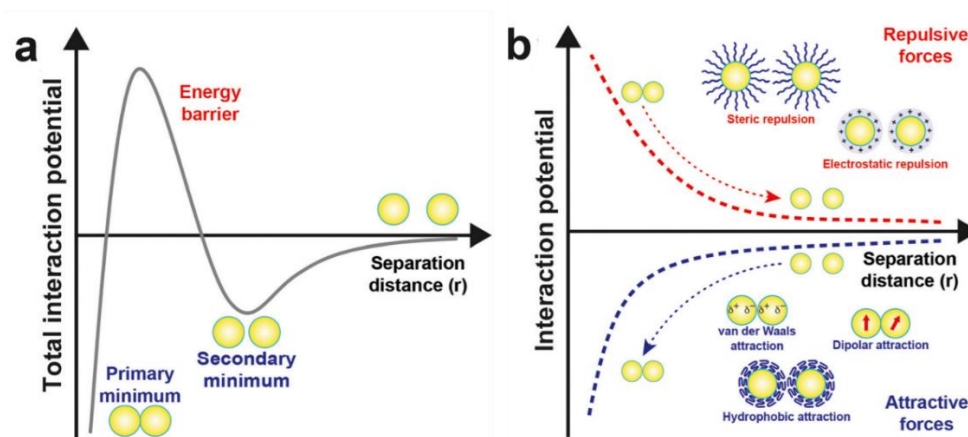 a
Total interaction potential
Energy
barrier
Separation
distance (r)
Primary
minimum
Secondary
minimum
b
Interaction potential
Repulsive
forces
Steric repulsion
+ + + + + + + +
+ + + + + + + +
Electrostatic repulsion
Separation
distance (r)
δ+ δ- δ+ δ-
van der Waals
attraction
Dipolar attraction
Hydrophobic attraction
Attractive
forces